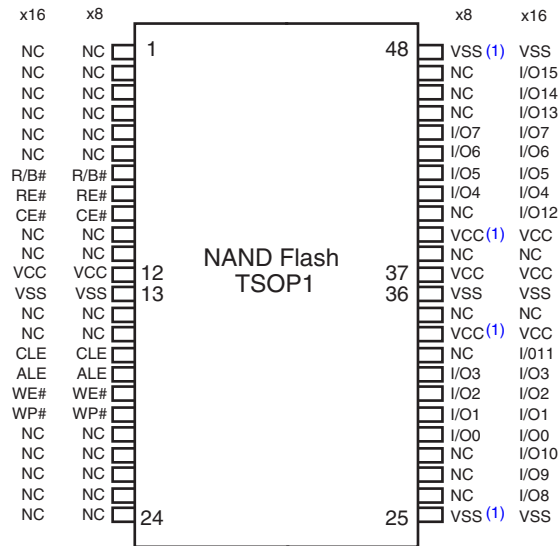 x16 x8 x8 x16
NC NC 1 48 VSS (1) VSS
NC NC NC I/O15
NC NC NC I/O14
NC NC NC I/O13
NC NC I/O7 I/O7
NC NC I/O6 I/O6
R/B# R/B# I/O5 I/O5
RE# RE# I/O4 I/O4
CE# CE# NC I/O12
NC NC VCC (1) VCC
NC NC NAND Flash NC NC
VCC VCC 12 TSOP1 37 VCC VCC
VSS VSS 13 36 VSS VSS
NC NC NC NC
NC NC VCC (1) VCC
CLE CLE NC I/011
ALE ALE I/O3 I/O3
WE# WE# I/O2 I/O2
WP# WP# I/O1 I/O1
NC NC I/O0 I/O0
NC NC NC I/O10
NC NC NC I/O9
NC NC NC I/O8
NC NC 24 25 VSS (1) VSS